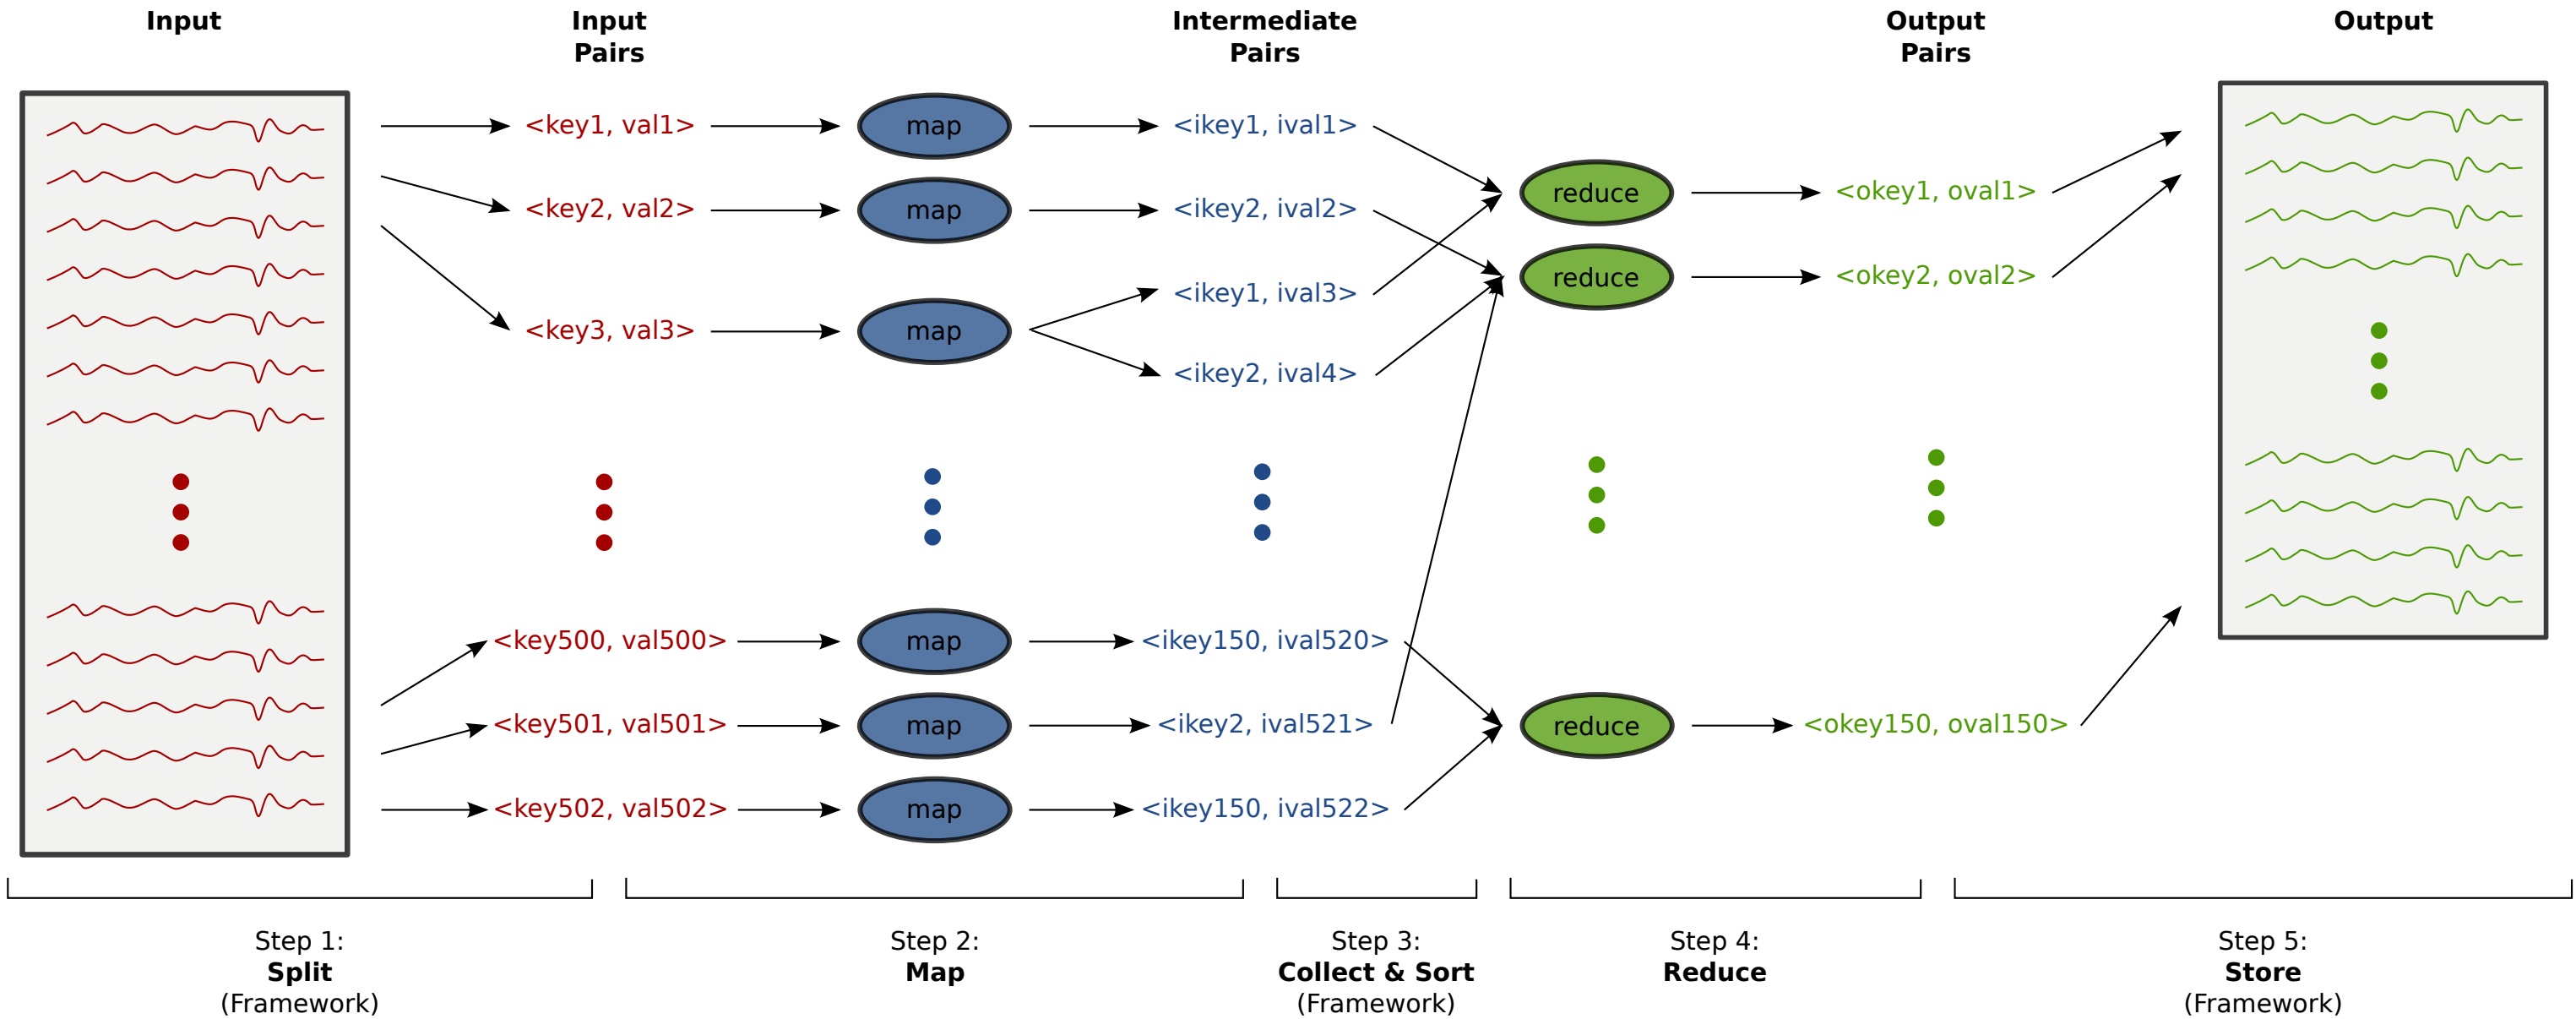 Input
Input
Pairs
Intermediate
Pairs
Output
Pairs
Output
<key1, val1>
map
<ikey1, ival1>
<key2, val2>
map
<ikey2, ival2>
reduce
<okey1, oval1>
<ikey1, ival3>
reduce
<okey2, oval2>
<key3, val3>
map
<ikey2, ival4>
<key500, val500>
map
<ikey150, ival520>
<key501, val501>
map
<ikey2, ival521>
reduce
<okey150, oval150>
<key502, val502>
map
<ikey150, ival522>
Step 1:
Split
(Framework)
Step 2:
Map
Step 3:
Collect & Sort
(Framework)
Step 4:
Reduce
Step 5:
Store
(Framework)